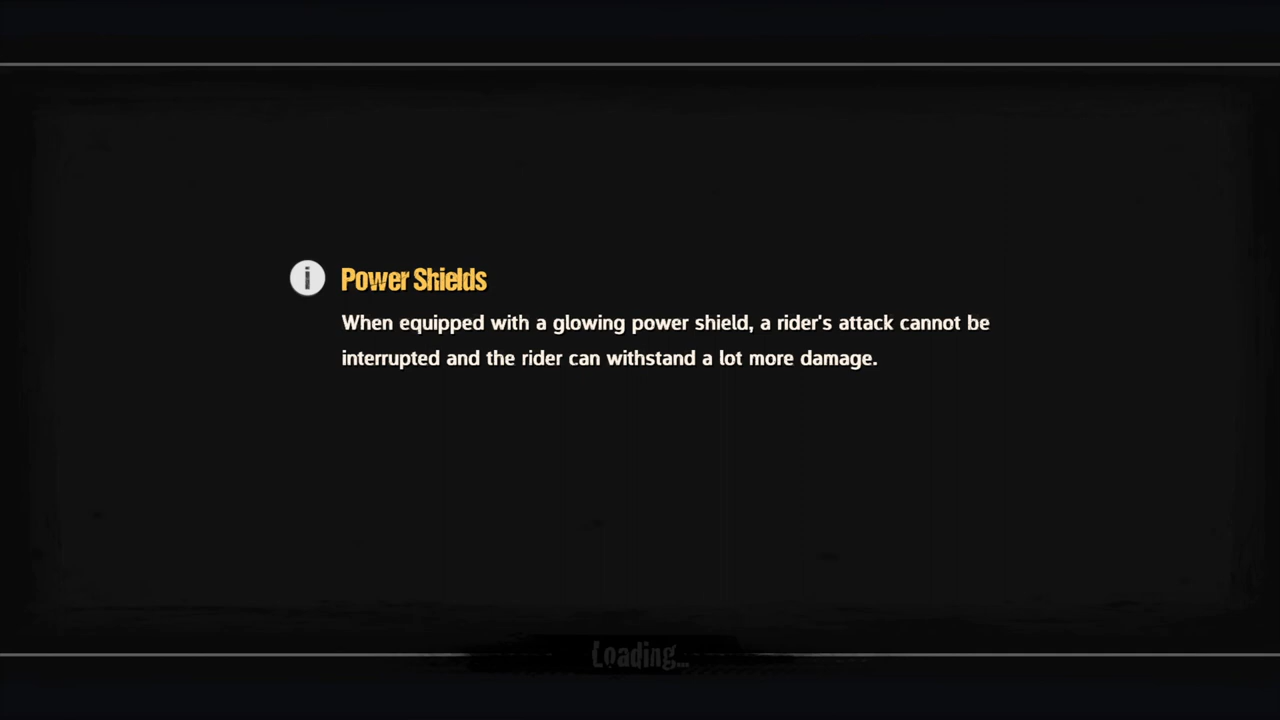 i
Power Shields
When equipped with a glowing power shield, a rider's attack cannot be
interrupted and the rider can withstand a lot more damage.
Loading...